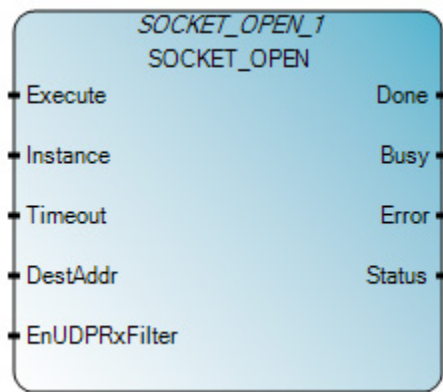 SOCKET_OPEN_1
SOCKET_OPEN
Execute Done
Instance Busy
Timeout Error
DestAddr Status
EnUDPRxFilter